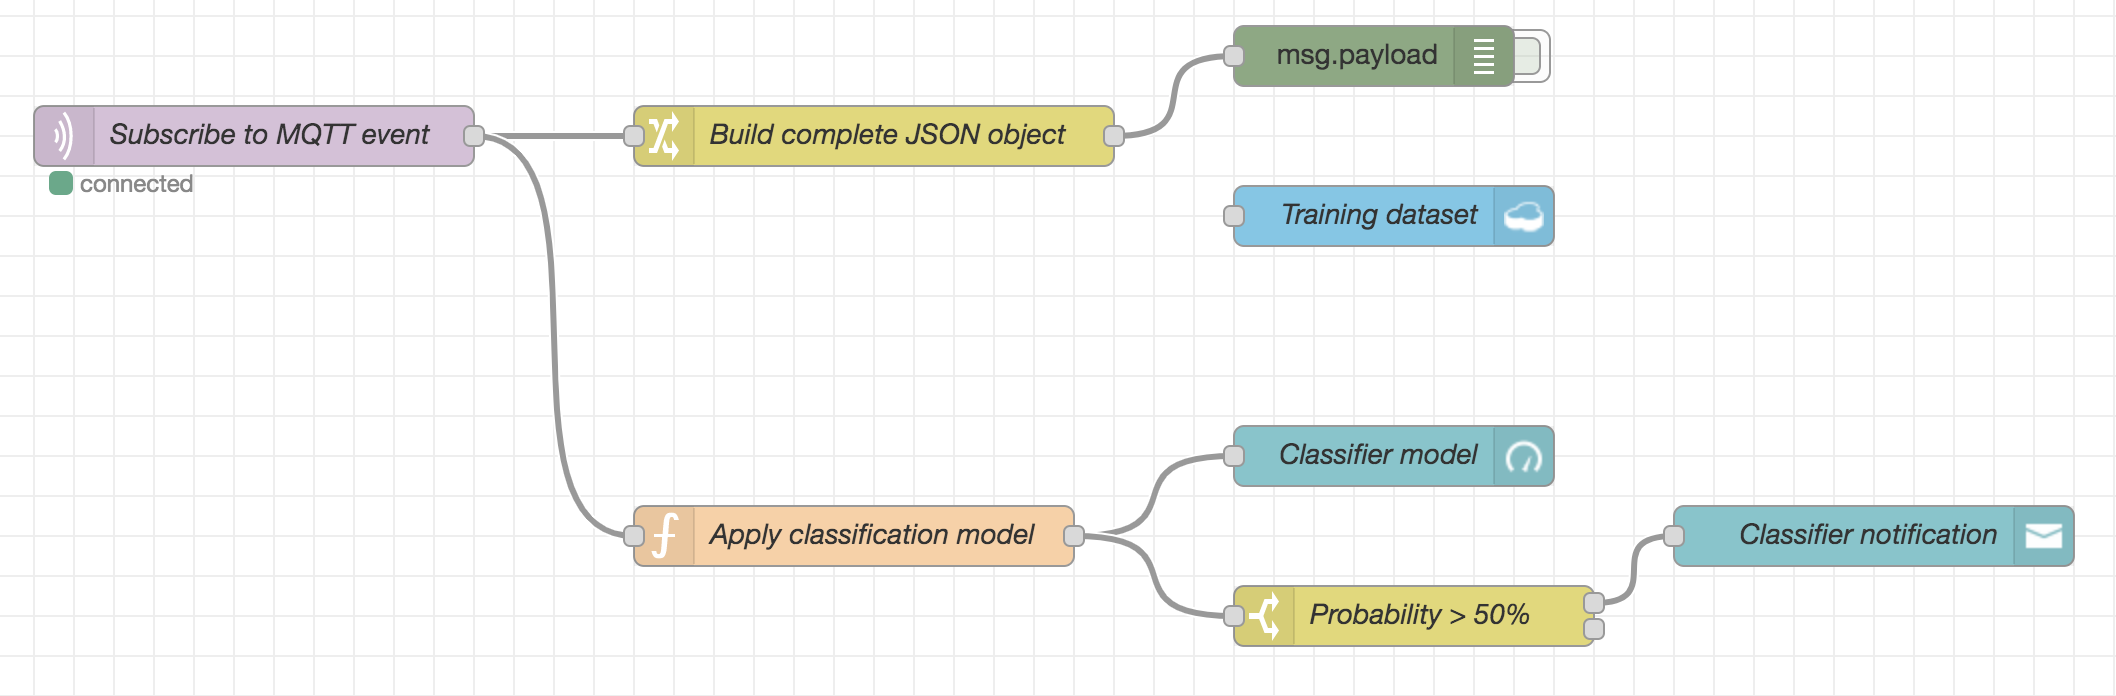 msg.payload
Subscribe to MQTT event
Build complete JSON object
connected
Training dataset
Classifier model
Apply classification model
Classifier notification
Probability > 50%